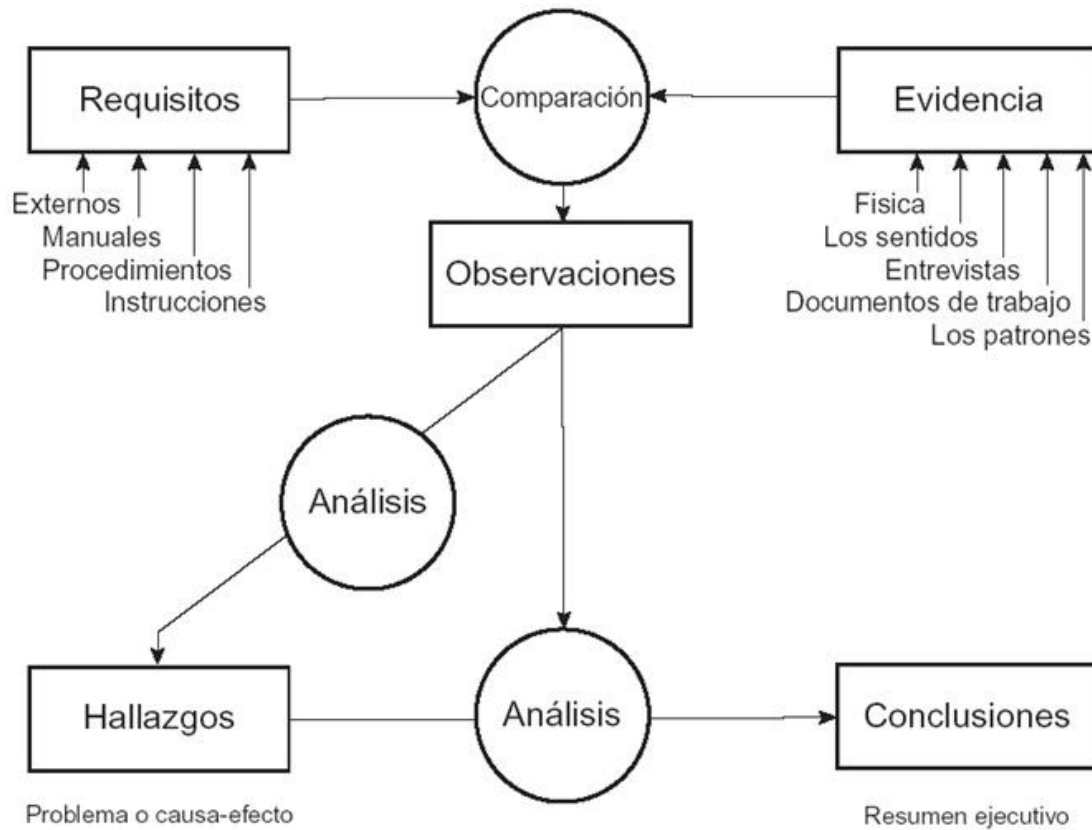 Requisitos
Comparación
Evidencia
Externos
Manuales
Procedimientos
Instrucciones
Fisica
Los sentidos
Entrevistas
Documentos de trabajo
Los patrones
Observaciones
Análisis
Hallazgos
Análisis
Conclusiones
Problema o causa-efecto
Resumen ejecutivo